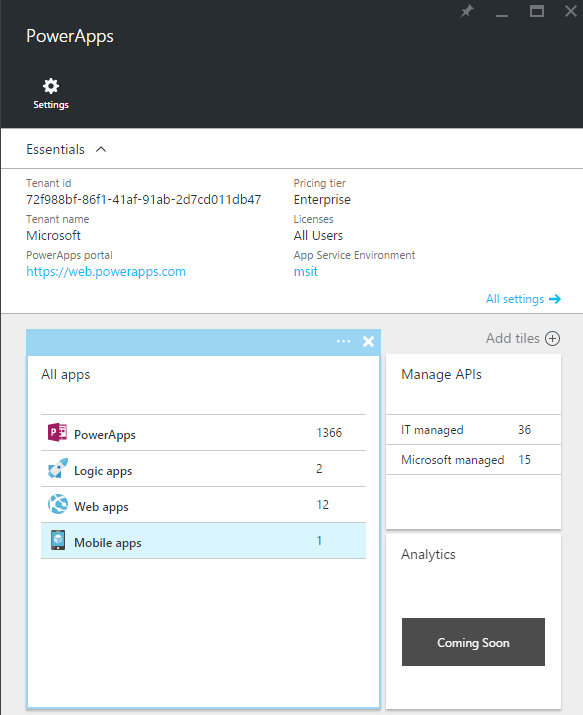 PowerApps
Settings
Essentials
Tenant id
72f988bf-86f1-41af-91ab-2d7cd011db47
Tenant name
Microsoft
PowerApps portal
https://web.powerapps.com
Pricing tier
Enterprise
Licenses
All Users
App Service Environment
msit
All settings
Add tiles
All apps
PowerApps 1366
Logic apps 2
Web apps 12
Mobile apps 1
Manage APIs
IT managed 36
Microsoft managed 15
Analytics
Coming Soon